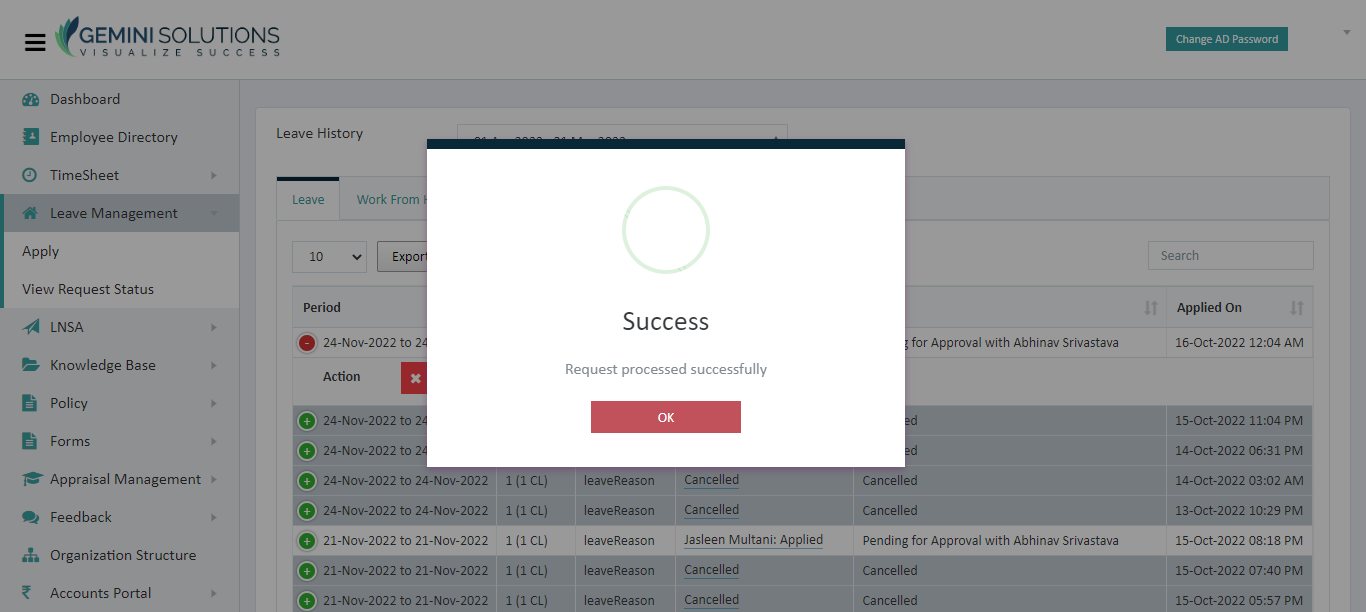 GEMINI SOLUTIONS
VISUALIZE SUCCESS
Change AD Password
Dashboard
Employee Directory
TimeSheet
Leave Management
Apply
View Request Status
LNSA
Knowledge Base
Policy
Forms
Appraisal Management
Feedback
Organization Structure
Accounts Portal
Leave History
Leave
Work From
10
Export
Search
Period
Applied On
24-Nov-2022 to 24
for Approval with Abhinav Srivastava
16-Oct-2022 12:04 AM
Action
24-Nov-2022 to 24
15-Oct-2022 11:04 PM
24-Nov-2022 to 24
14-Oct-2022 06:31 PM
24-Nov-2022 to 24-Nov-2022 1 (1 CL) leaveReason Cancelled Cancelled 14-Oct-2022 03:02 AM
24-Nov-2022 to 24-Nov-2022 1 (1 CL) leaveReason Cancelled Cancelled 13-Oct-2022 10:29 PM
21-Nov-2022 to 21-Nov-2022 1 (1 CL) leaveReason Jasleen Multani: Applied Pending for Approval with Abhinav Srivastava 15-Oct-2022 08:18 PM
21-Nov-2022 to 21-Nov-2022 1 (1 CL) leaveReason Cancelled Cancelled 15-Oct-2022 07:40 PM
21-Nov-2022 to 21-Nov-2022 1 (1 CL) leaveReason Cancelled Cancelled 15-Oct-2022 05:57 PM
Success
Request processed successfully
OK